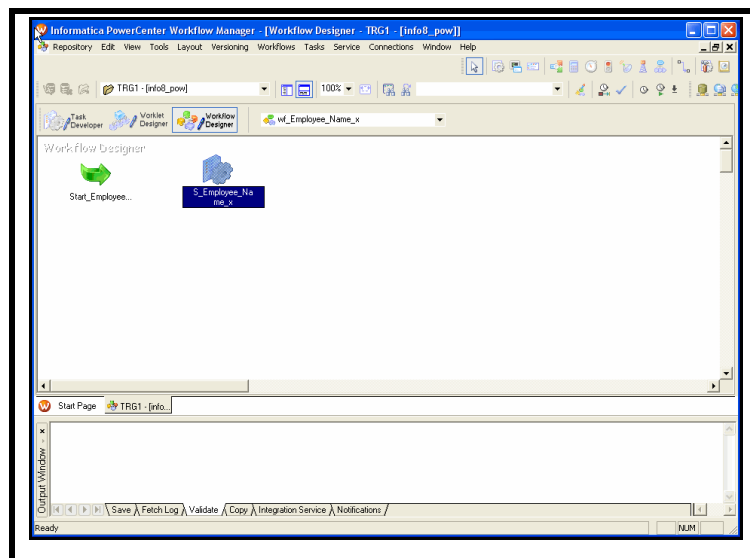 Informatica PowerCenter Workflow Manager - [Workflow Designer - TRG1 - [info8_pow]]
Repository Edit View Tools Layout Versioning Workflows Tasks Service Connections Window Help
TRG1 - [info8_pow]
100%
Task Developer
Worklet Designer
Workflow Designer
wf_Employee_Name_x
Workflow Designer
Start_Employee...
S_Employee_Na
me_x
Start Page
TRG1 - [info...
Output Window
Save Fetch Log Validate Copy Integration Service Notifications
Ready
NUM